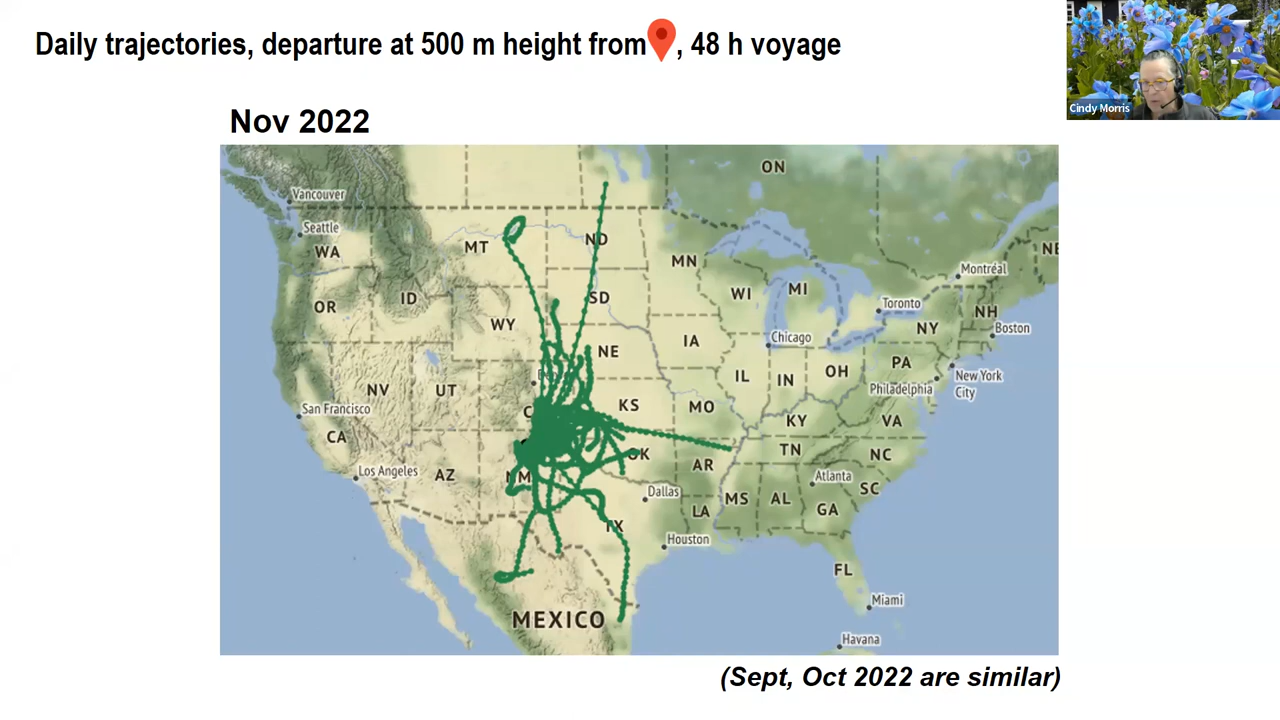 Daily trajectories, departure at 500 m height from, 48 h voyage
Cindy Morris
Nov 2022
ON
Vancouver
Seattle
WA
MT
ND
MN
Montréal
NE
OR
ID
SD
WI
MI
Toronto
NH
WY
NY
Boston
IA
Chicago
NE
PA
New York
City
NV
UT
IL
IN
OH
Philadelphia
San Francisco
KS
MO
KY
VA
CA
OK
TN
NC
Los Angeles
AZ
NM
AR
Atlanta
SC
Dallas
MS
AL
GA
LA
TX
Houston
FL
Miami
MEXICO
Havana
(Sept, Oct 2022 are similar)